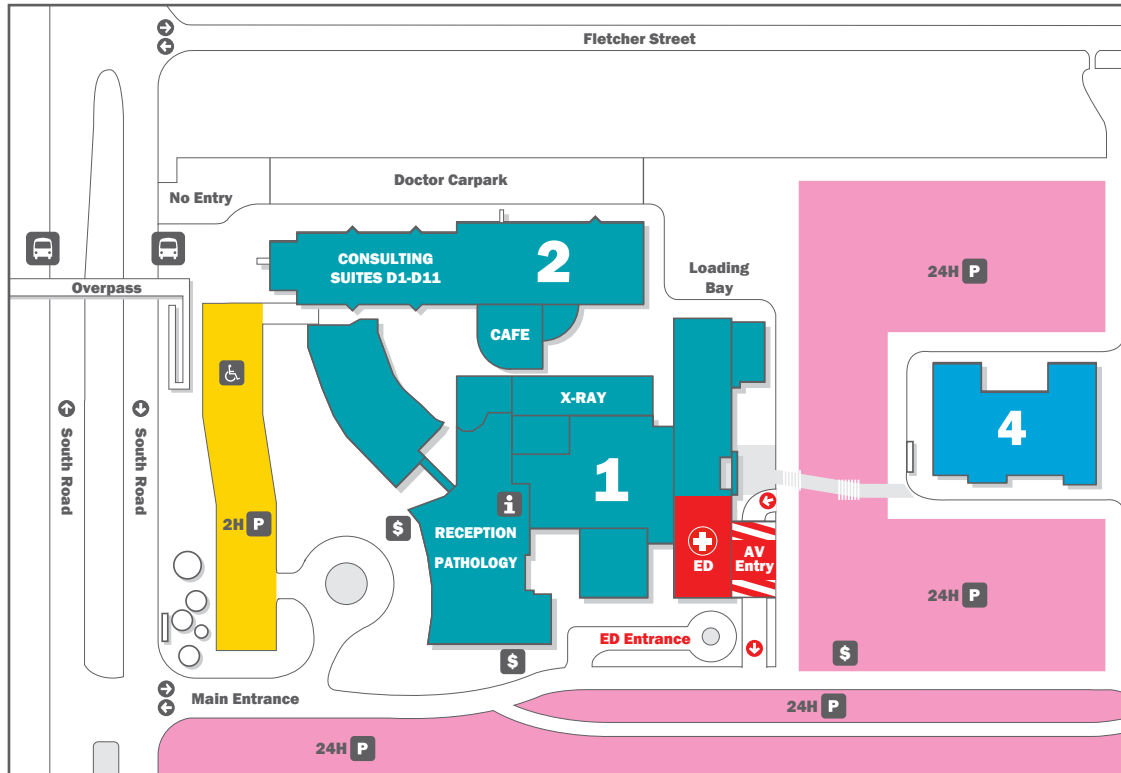 Fletcher Street
Doctor Carpark
No Entry
CONSULTING
SUITES D1-D11
2
Loading
Bay
24H P
Overpass
CAFE
X-RAY
4
South Road
South Road
1
2H P
$
i
RECEPTION
PATHOLOGY
ED
AV
Entry
24H P
ED Entrance
$
$
Main Entrance
24H P
24H P